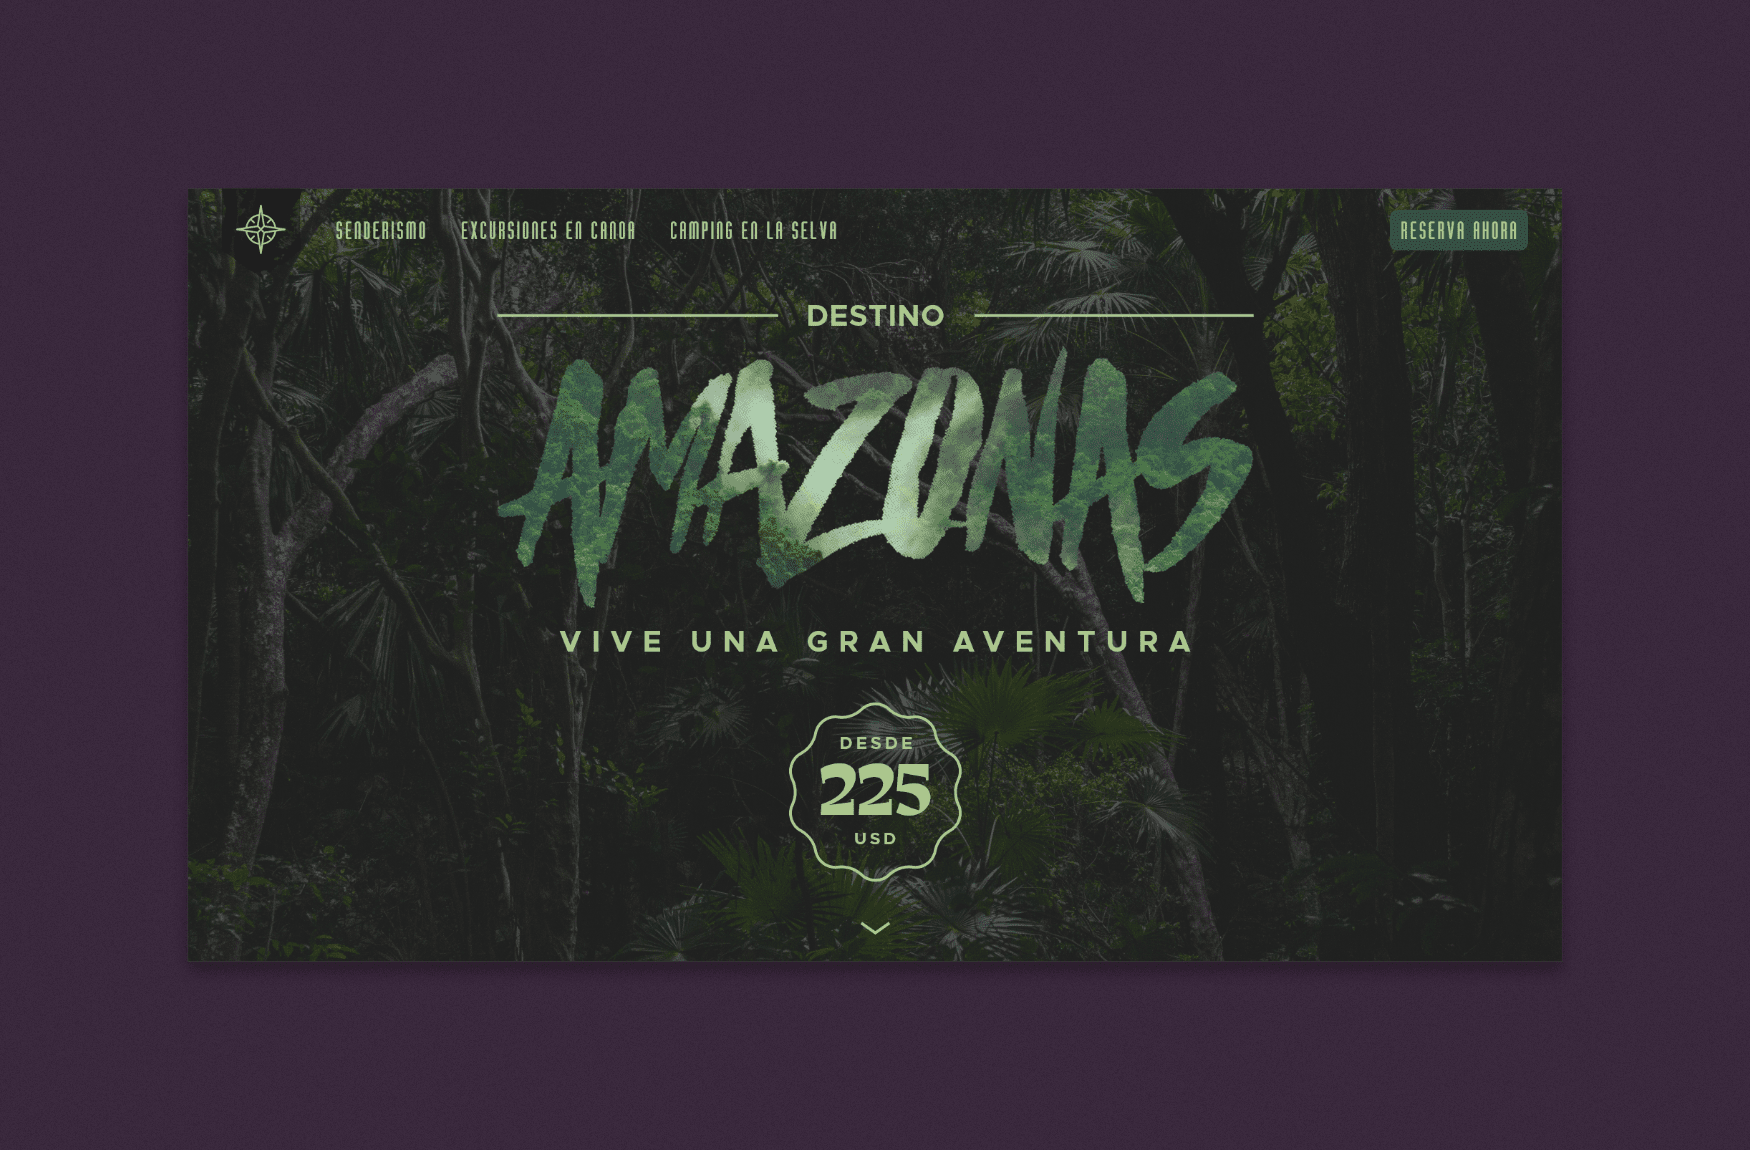 SENDERISMO EXCURSIONES EN CANOA CAMPING EN LA SELVA RESERVA AHORA
DESTINO
AMAZONAS
VIVE UNA GRAN AVENTURA
DESDE
225
USD